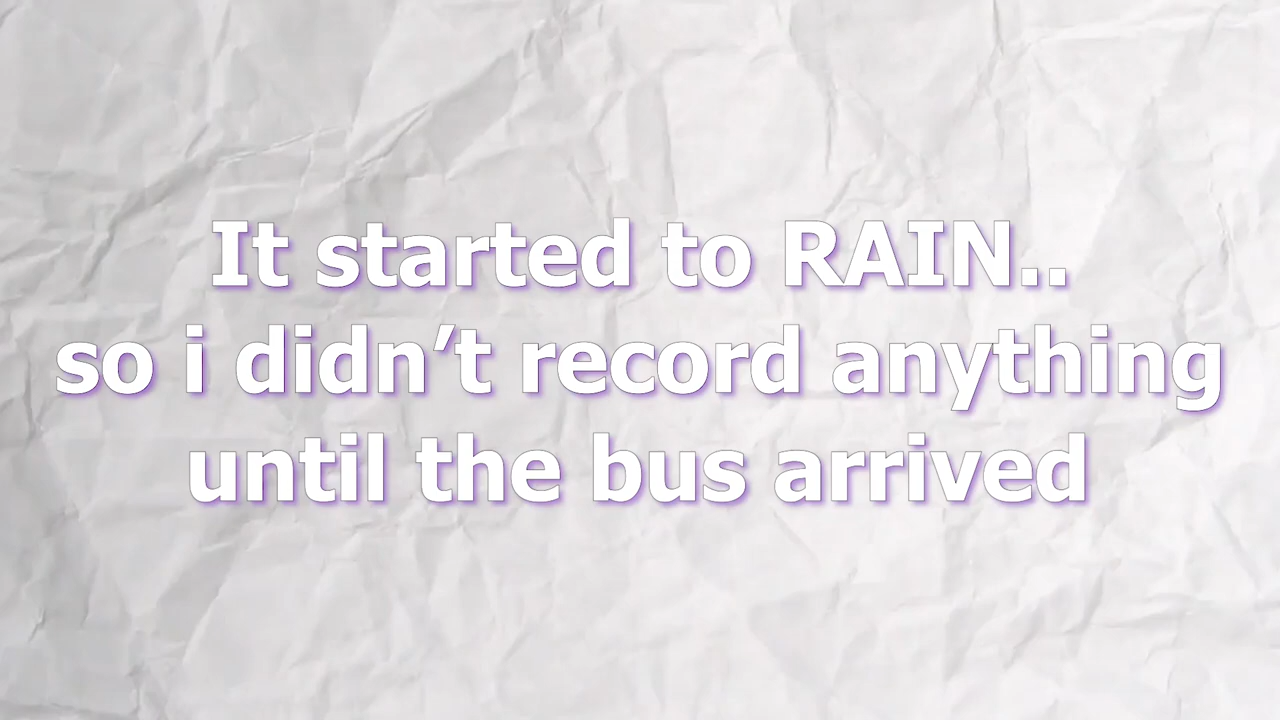 It started to RAIN..
so i didn’t record anything
until the bus arrived